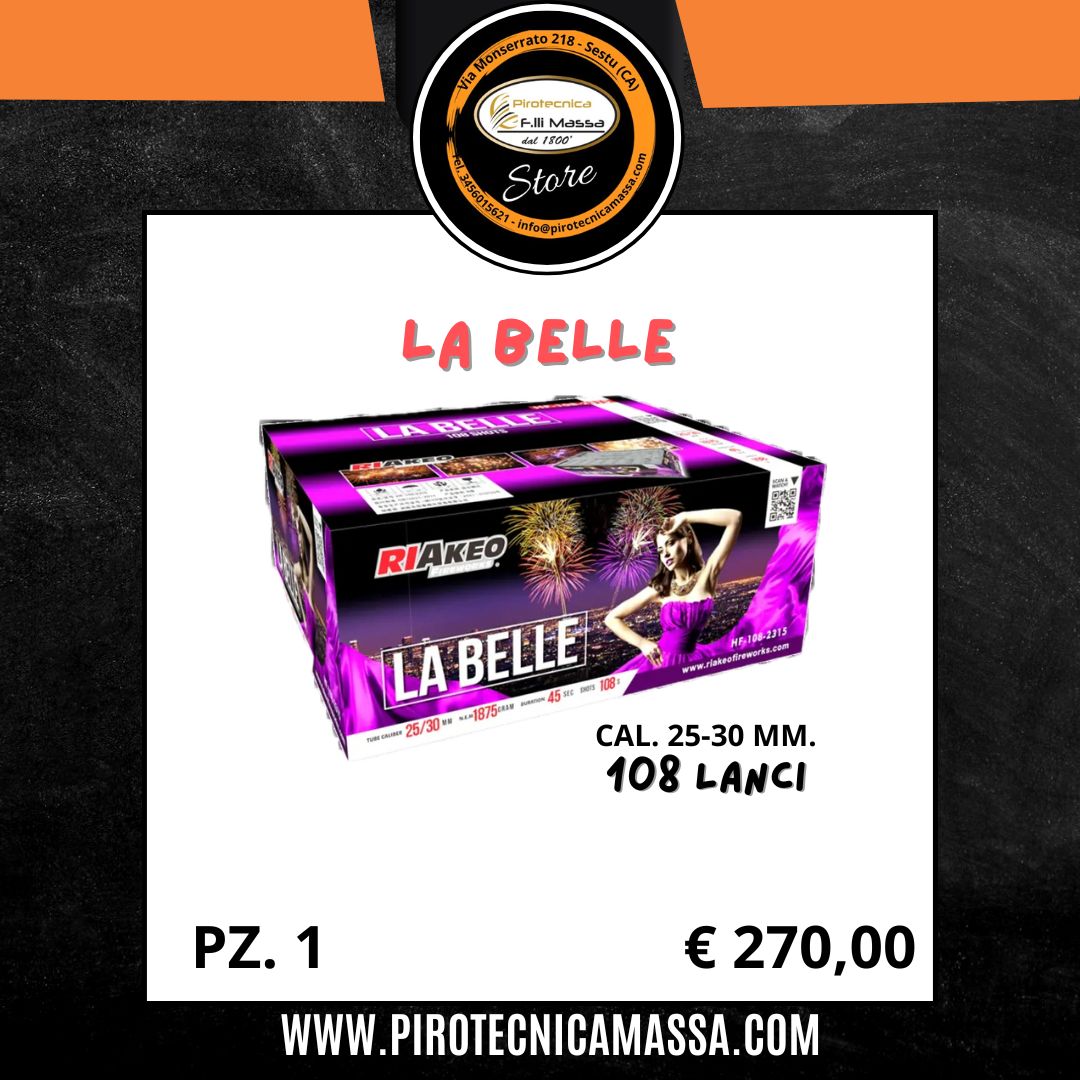 Via Monserrato 218 - Sestu (CA)
Pirotecnica
F.lli Massa
dal 1800'
Store
Tel. 3456015621 - info@pirotecnicamassa.com
LA BELLE
LA BELLE
108 SHOTS
RIAKEO
SCAN &
WATCH!
RIAKEO
FIREWORKS
LA BELLE
HF-108-2315
www.riakeofireworks.com
TUBE CALIBER 25/30 MM N.E.M 1875 GRAM DURATION 45 SEC SHOTS 108 S
CAL. 25-30 MM.
108 LANCI
PZ. 1
€ 270,00
WWW.PIROTECNICAMASSA.COM